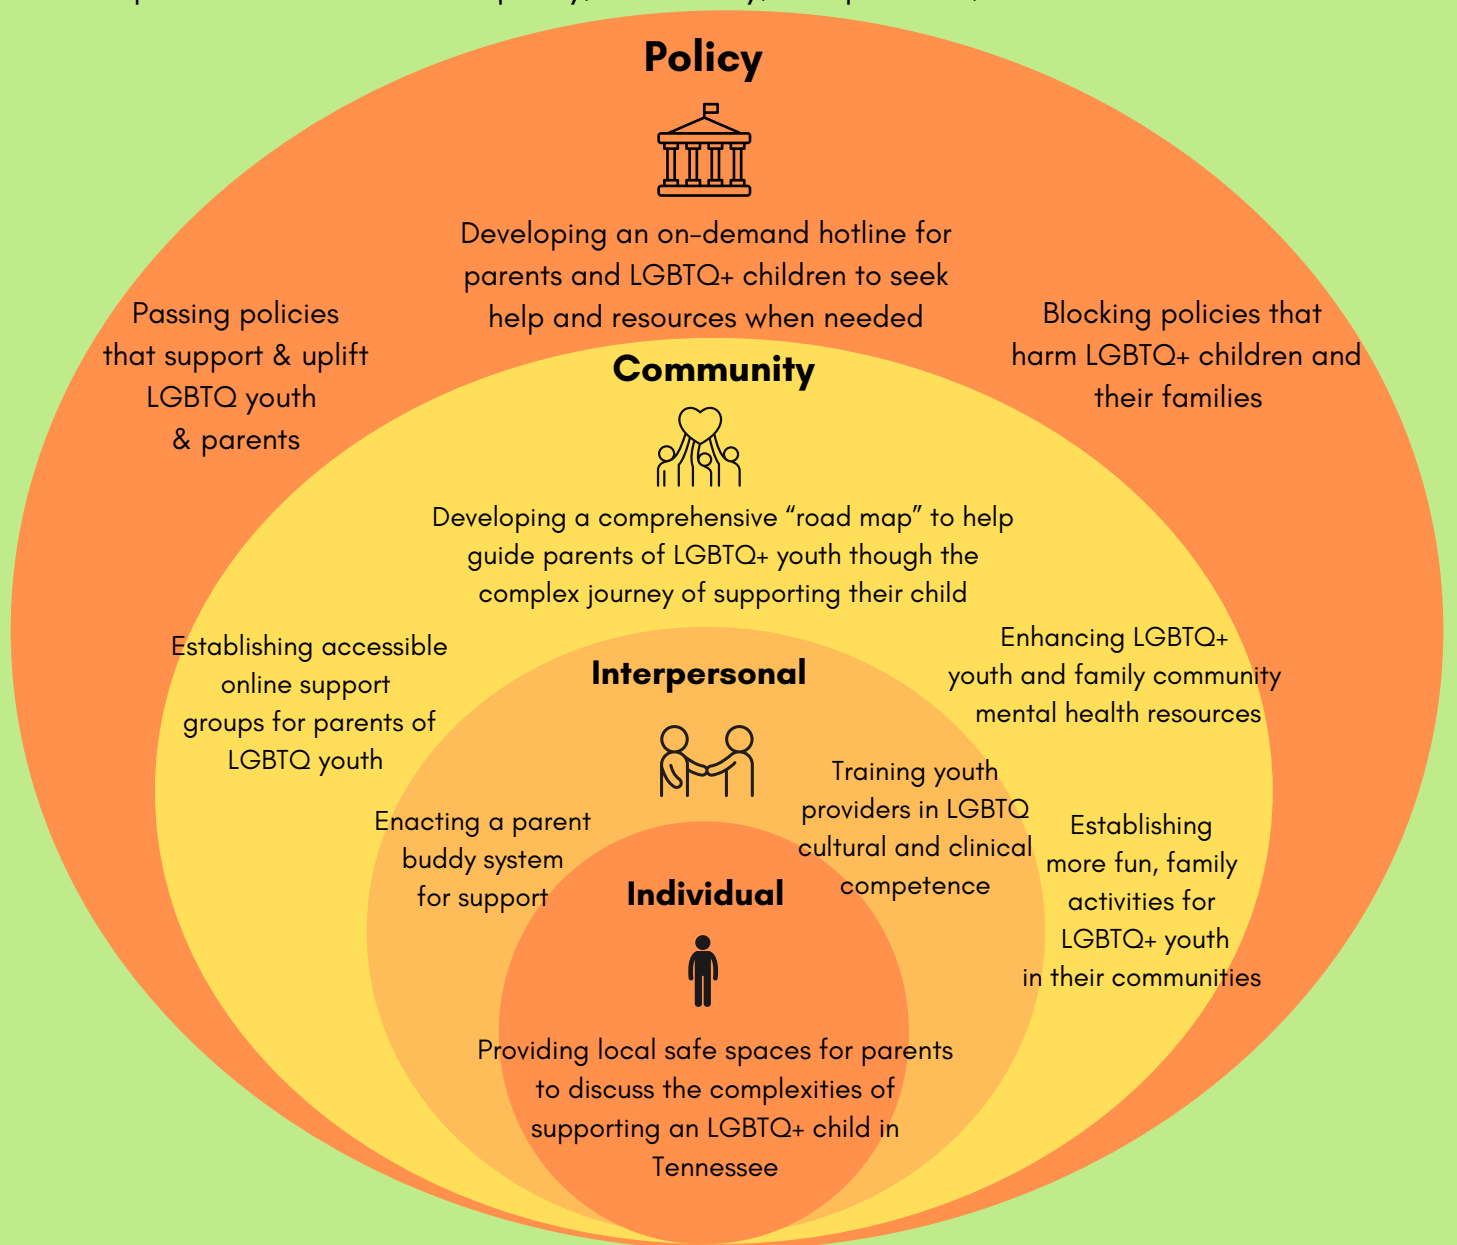 Policy
Developing an on-demand hotline for
parents and LGBTQ+ children to seek
help and resources when needed
Passing policies
that support & uplift
LGBTQ youth
& parents
Blocking policies that
harm LGBTQ+ children and
their families
Community
Developing a comprehensive “road map” to help
guide parents of LGBTQ+ youth though the
complex journey of supporting their child
Establishing accessible
online support
groups for parents of
LGBTQ youth
Enhancing LGBTQ+
youth and family community
mental health resources
Establishing
more fun, family
activities for
LGBTQ+ youth
in their communities
Interpersonal
Enacting a parent
buddy system
for support
Training youth
providers in LGBTQ
cultural and clinical
competence
Individual
Providing local safe spaces for parents
to discuss the complexities of
supporting an LGBTQ+ child in
Tennessee